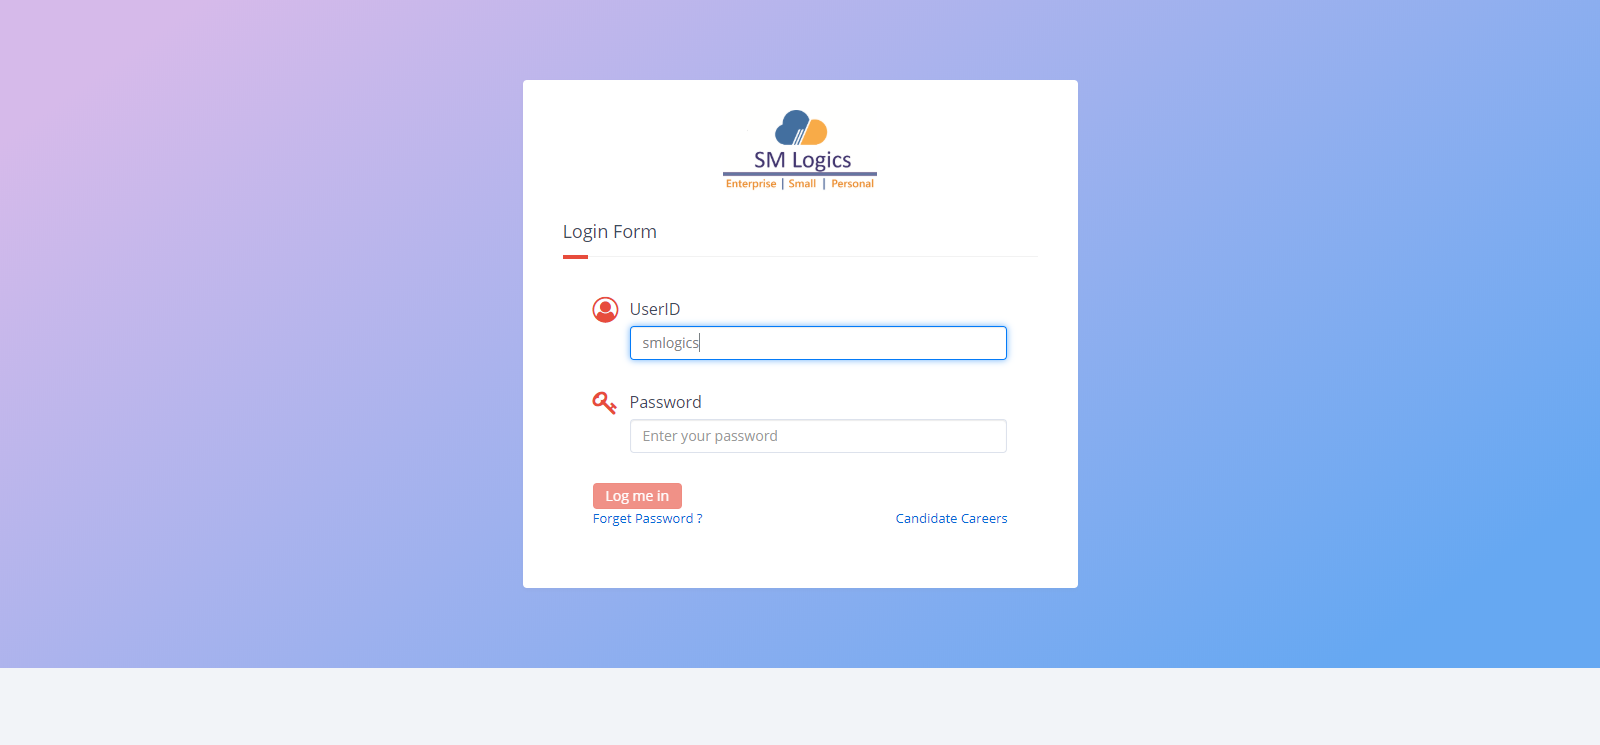 SM Logics
Enterprise | Small | Personal
Login Form
UserID
smlogics
Password
Enter your password
Log me in
Forget Password ?
Candidate Careers